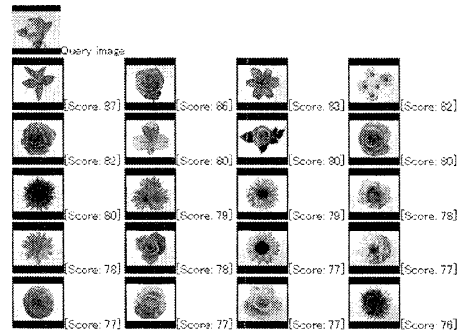 Query image
[Score: 87] [Score: 86] [Score: 83] [Score: 82]
[Score: 82] [Score: 80] [Score: 80] [Score: 80]
[Score: 80] [Score: 79] [Score: 79] [Score: 78]
[Score: 78] [Score: 78] [Score: 77] [Score: 77]
[Score: 77] [Score: 77] [Score: 77] [Score: 76]